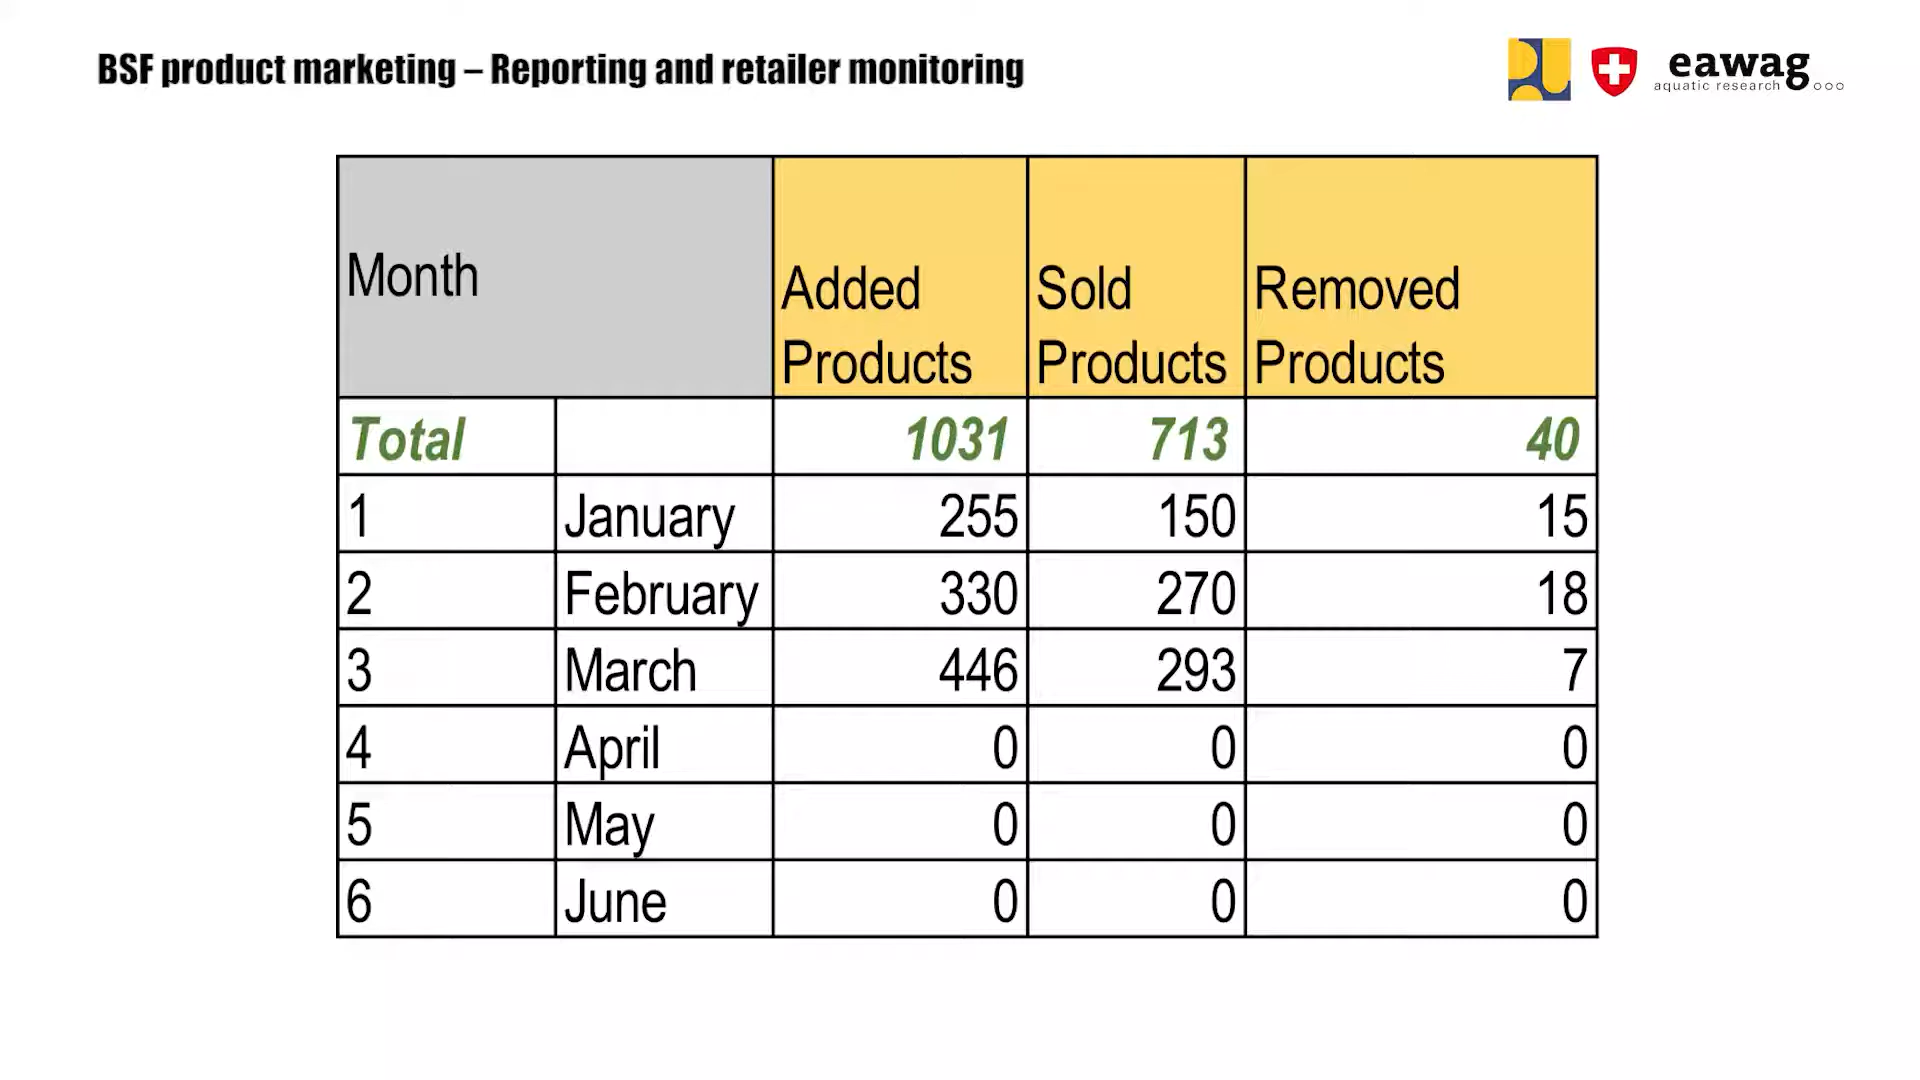 BSF product marketing – Reporting and retailer monitoring
eawag
aquatic research
Month
Added Products
Sold Products
Removed Products
Total 1031 713 40
1 January 255 150 15
2 February 330 270 18
3 March 446 293 7
4 April 0 0 0
5 May 0 0 0
6 June 0 0 0